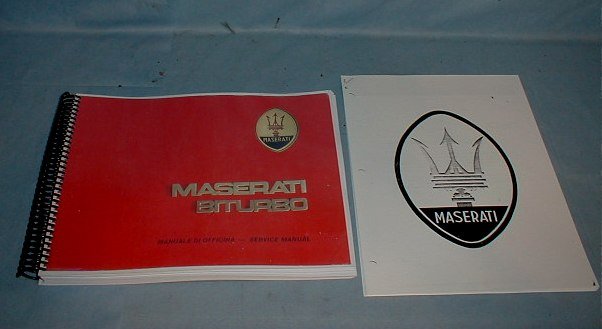 MASERATI
MASERATI
BITURBO
MANUALE DI OFFICINA — SERVICE MANUAL
MASERATI